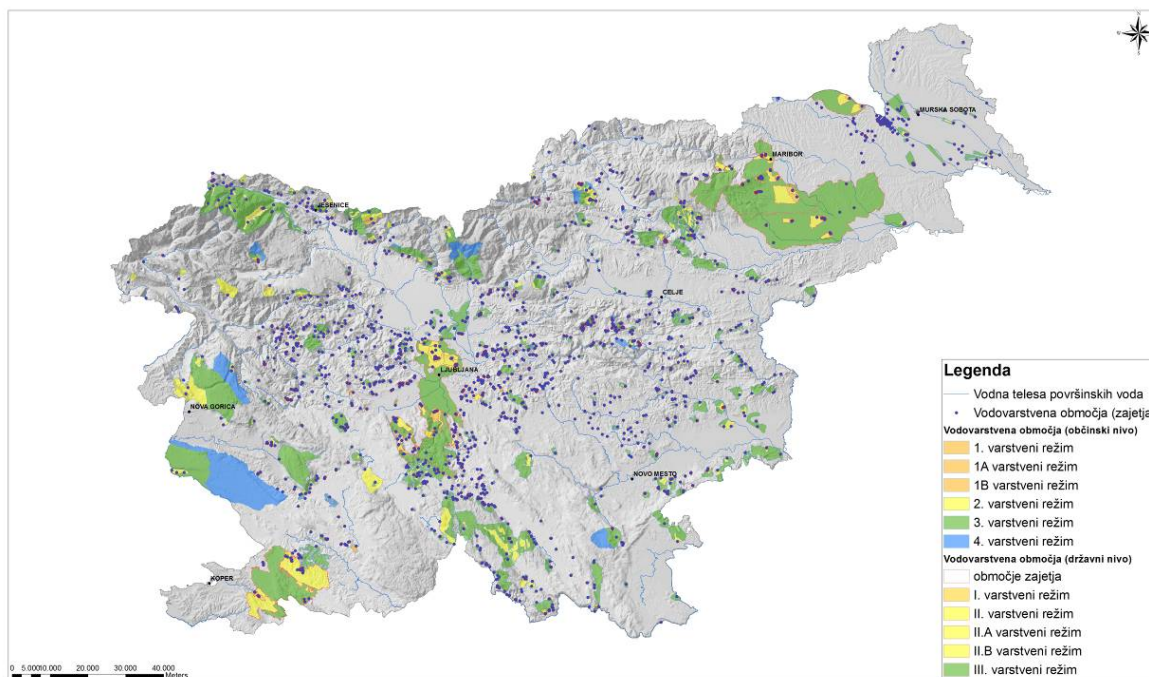 MURSKA SOBOTA
MARIBOR
JESENICE
CELJE
LJUBLJANA
NOVA GORICA
NOVO MESTO
KOPER
Legenda
Vodna telesa površinskih voda
Vodovarstvena območja (zajetja
Vodovarstvena območja (občinski nivo)
1. varstveni režim
1A varstveni režim
1B varstveni režim
2. varstveni režim
3. varstveni režim
4. varstveni režim
Vodovarstvena območja (državni nivo)
območje zajetja
I. varstveni režim
II. varstveni režim
II.A varstveni režim
II.B varstveni režim
III. varstveni režim
0 5.00010.000 20.000 30.000 40.000
Meters